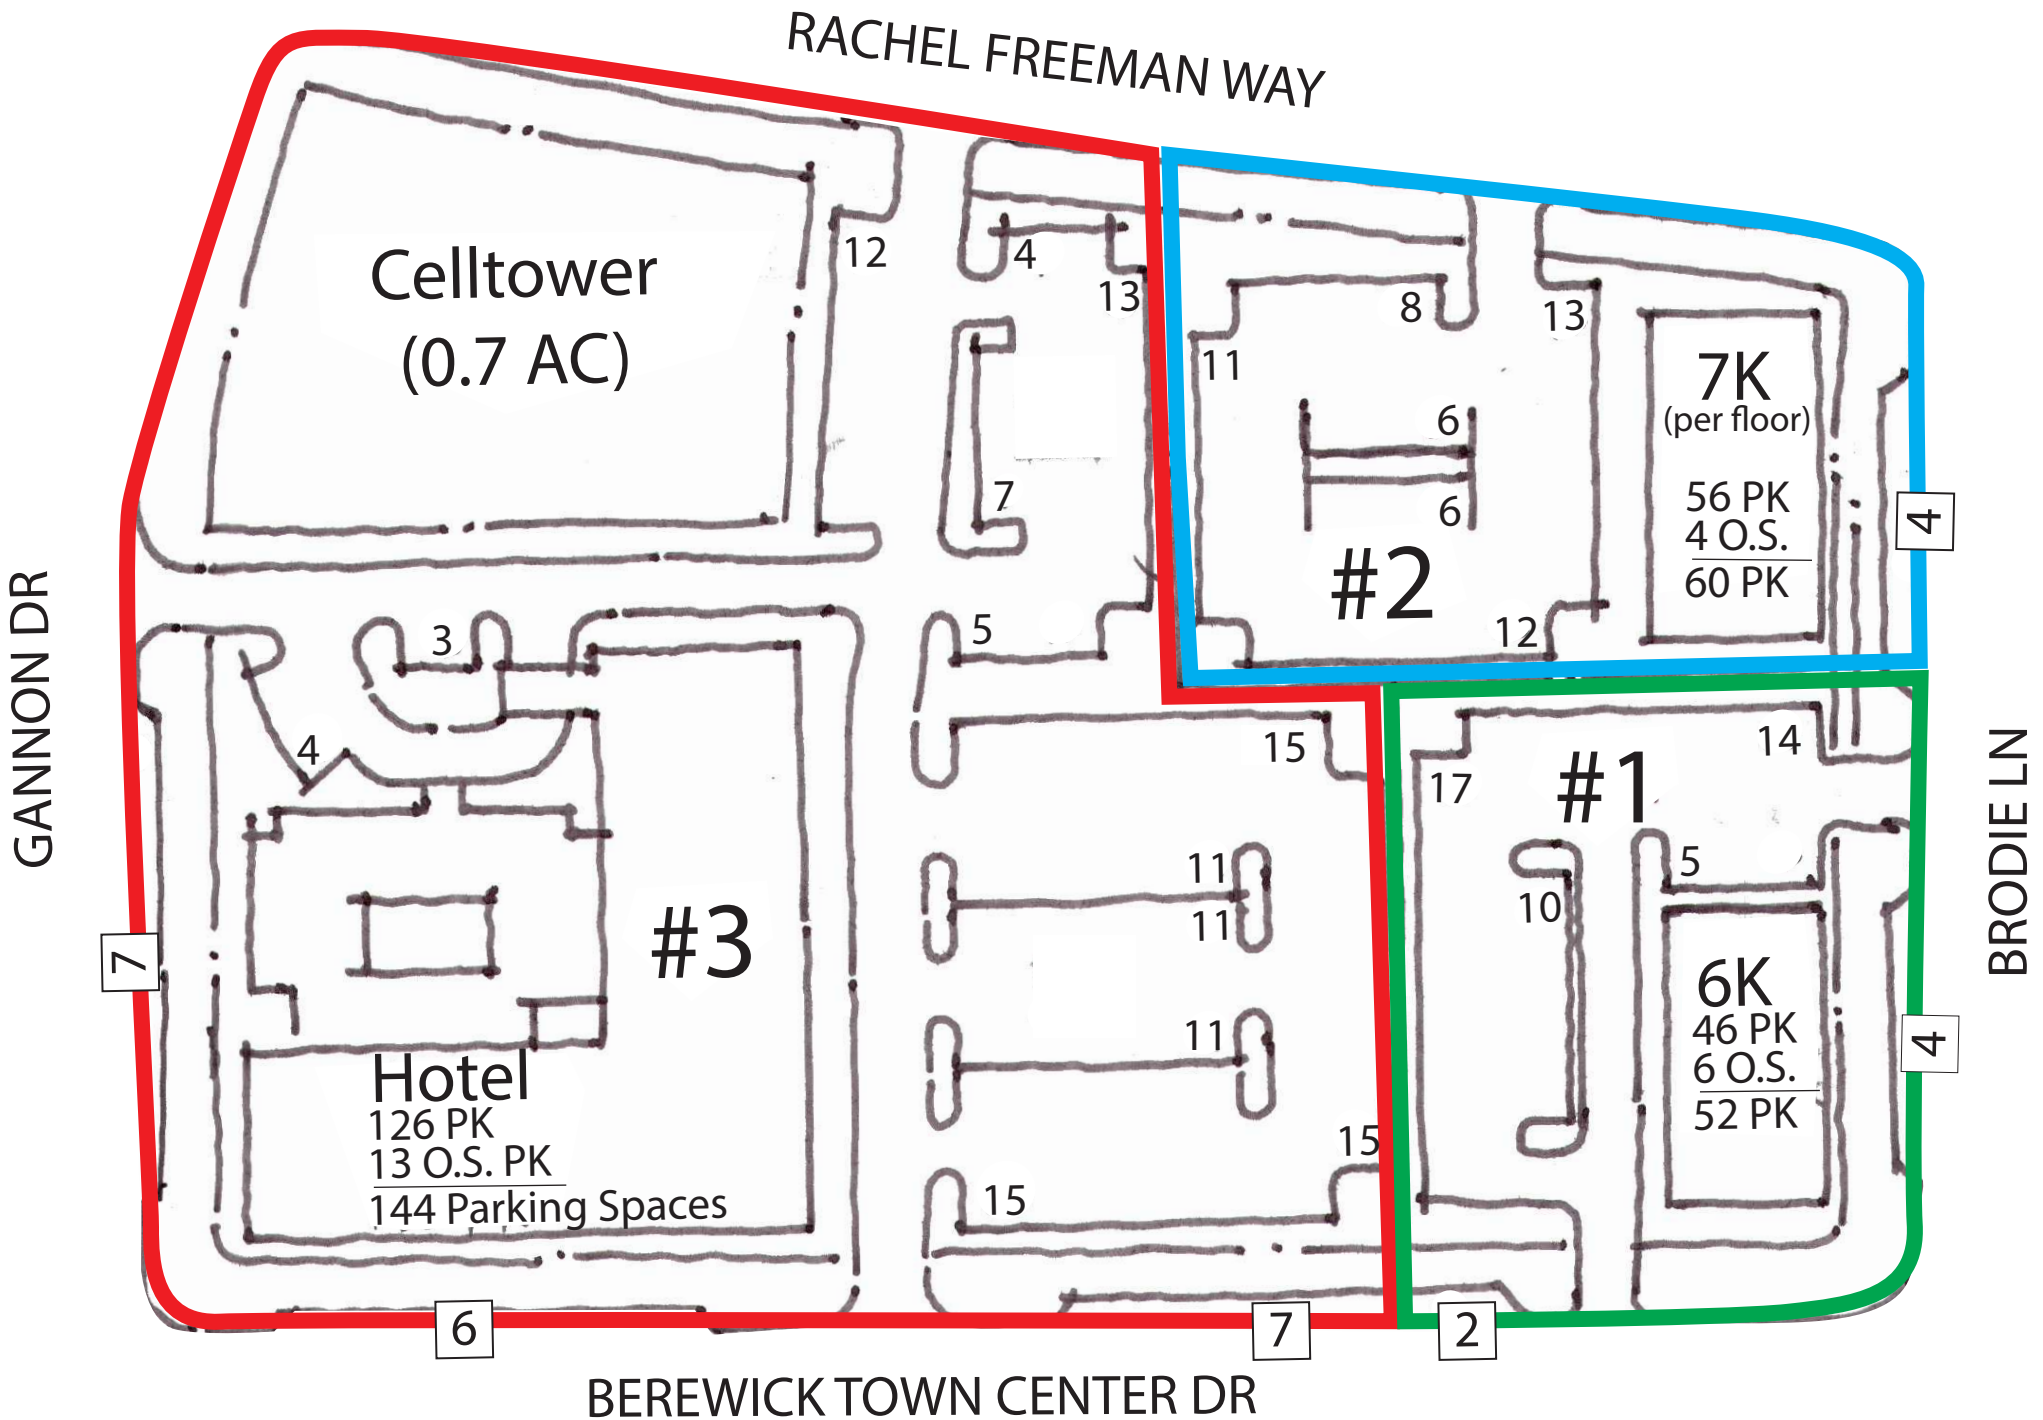 RACHEL FREEMAN WAY
Celltower
(0.7 AC)
12
4
13
7
5
3
4
8
13
11
6
6
#2
12
7K
(per floor)
56 PK
4 O.S.
60 PK
4
GANNON DR
7
#3
Hotel
126 PK
13 O.S. PK
144 Parking Spaces
15
11
11
11
15
15
17
14
#1
5
10
6K
46 PK
6 O.S.
52 PK
4
BRODIE LN
6
7
2
BEREWICK TOWN CENTER DR